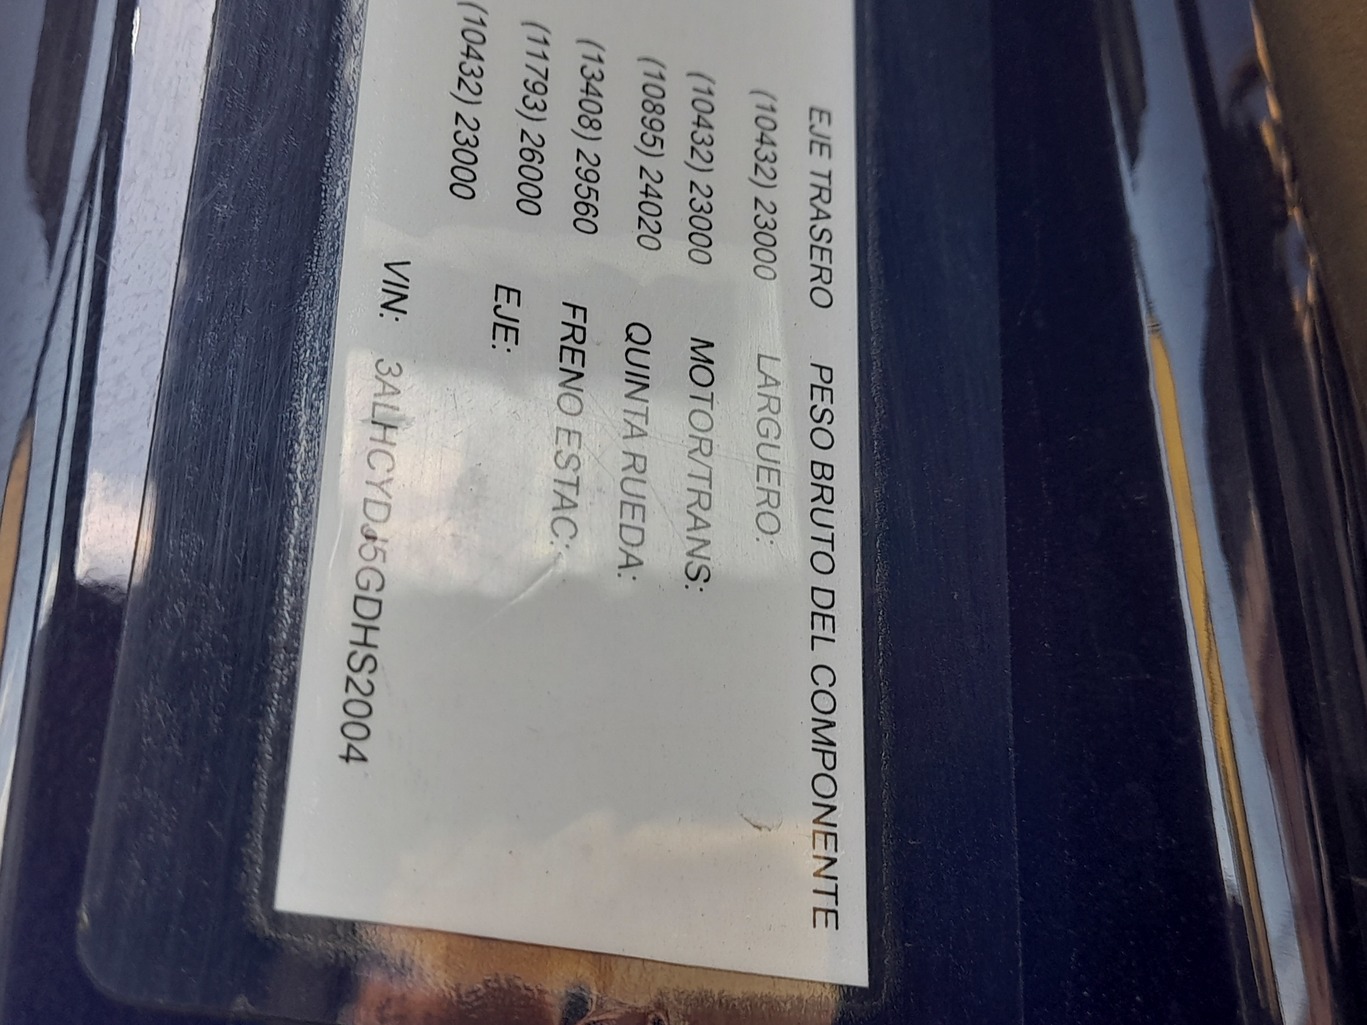 EJE TRASERO PESO BRUTO DEL COMPONENTE
(10432) 23000 LARGUERO:
(10432) 23000 MOTOR/TRANS:
(10895) 24020 QUINTA RUEDA:
(13408) 29560 FRENO ESTAC:
(11793) 26000 EJE:
(10432) 23000
VIN: 3ALHCYDJ5GDHS2004